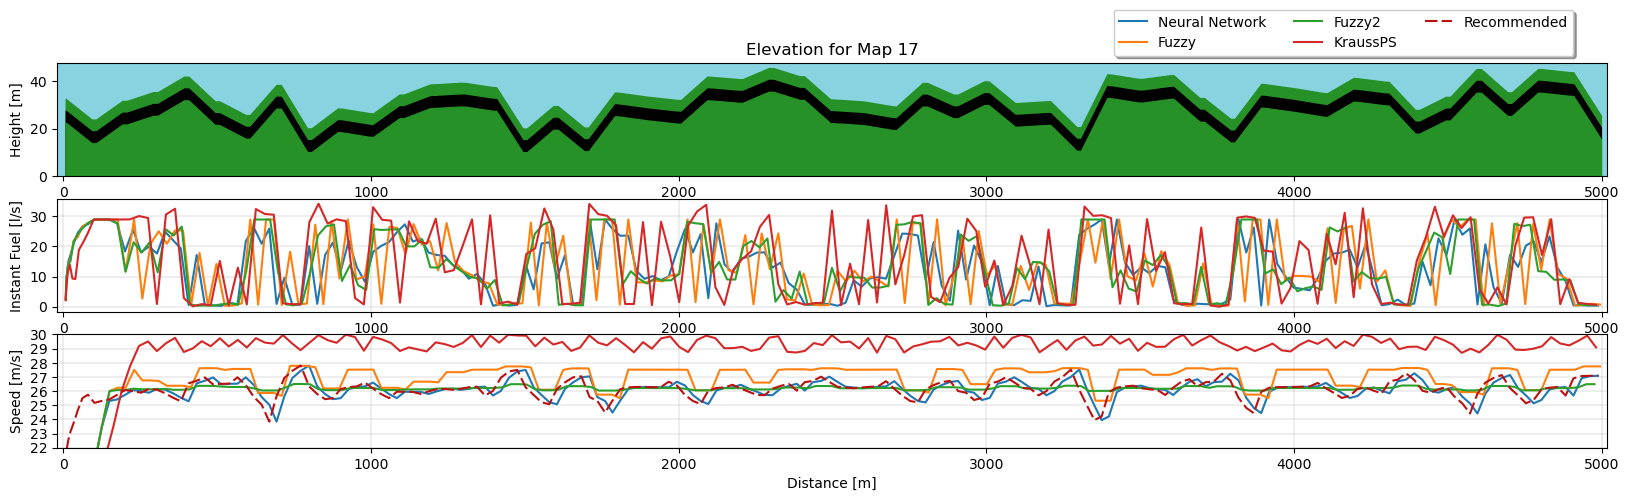 Neural Network
Fuzzy
Fuzzy2
KraussPS
Recommended
Elevation for Map 17
Height [m]
40
20
0
0 1000 2000 3000 4000 5000
Instant Fuel [l/s]
30
20
10
0
0 1000 2000 3000 4000 5000
Speed [m/s]
30
29
28
27
26
25
24
23
22
0 1000 2000 3000 4000 5000
Distance [m]